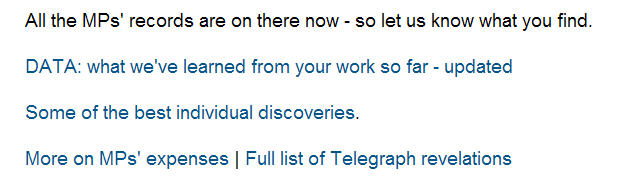 All the MPs' records are on there now - so let us know what you find.
DATA: what we've learned from your work so far - updated
Some of the best individual discoveries.
More on MPs' expenses | Full list of Telegraph revelations